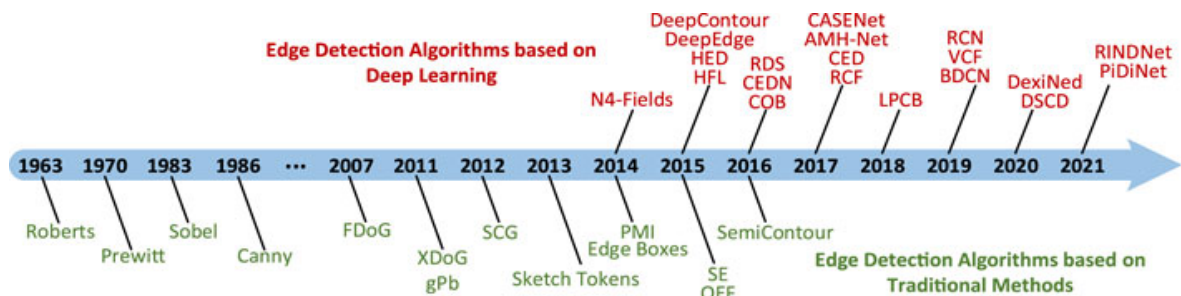 Edge Detection Algorithms based on
Deep Learning
N4-Fields
DeepContour
DeepEdge
HED
HFL
RDS
CEDN
COB
CASENet
AMH-Net
CED
RCF
LPCB
RCN
VCF
BDCN
DexiNed
DSCD
RINDNet
PiDiNet
1963 1970 1983 1986 ... 2007 2011 2012 2013 2014 2015 2016 2017 2018 2019 2020 2021
Roberts
Prewitt
Sobel
Canny
FDoG
XDoG
gPb
SCG
Sketch Tokens
PMI
Edge Boxes
SE
SemiContour
Edge Detection Algorithms based on
Traditional Methods